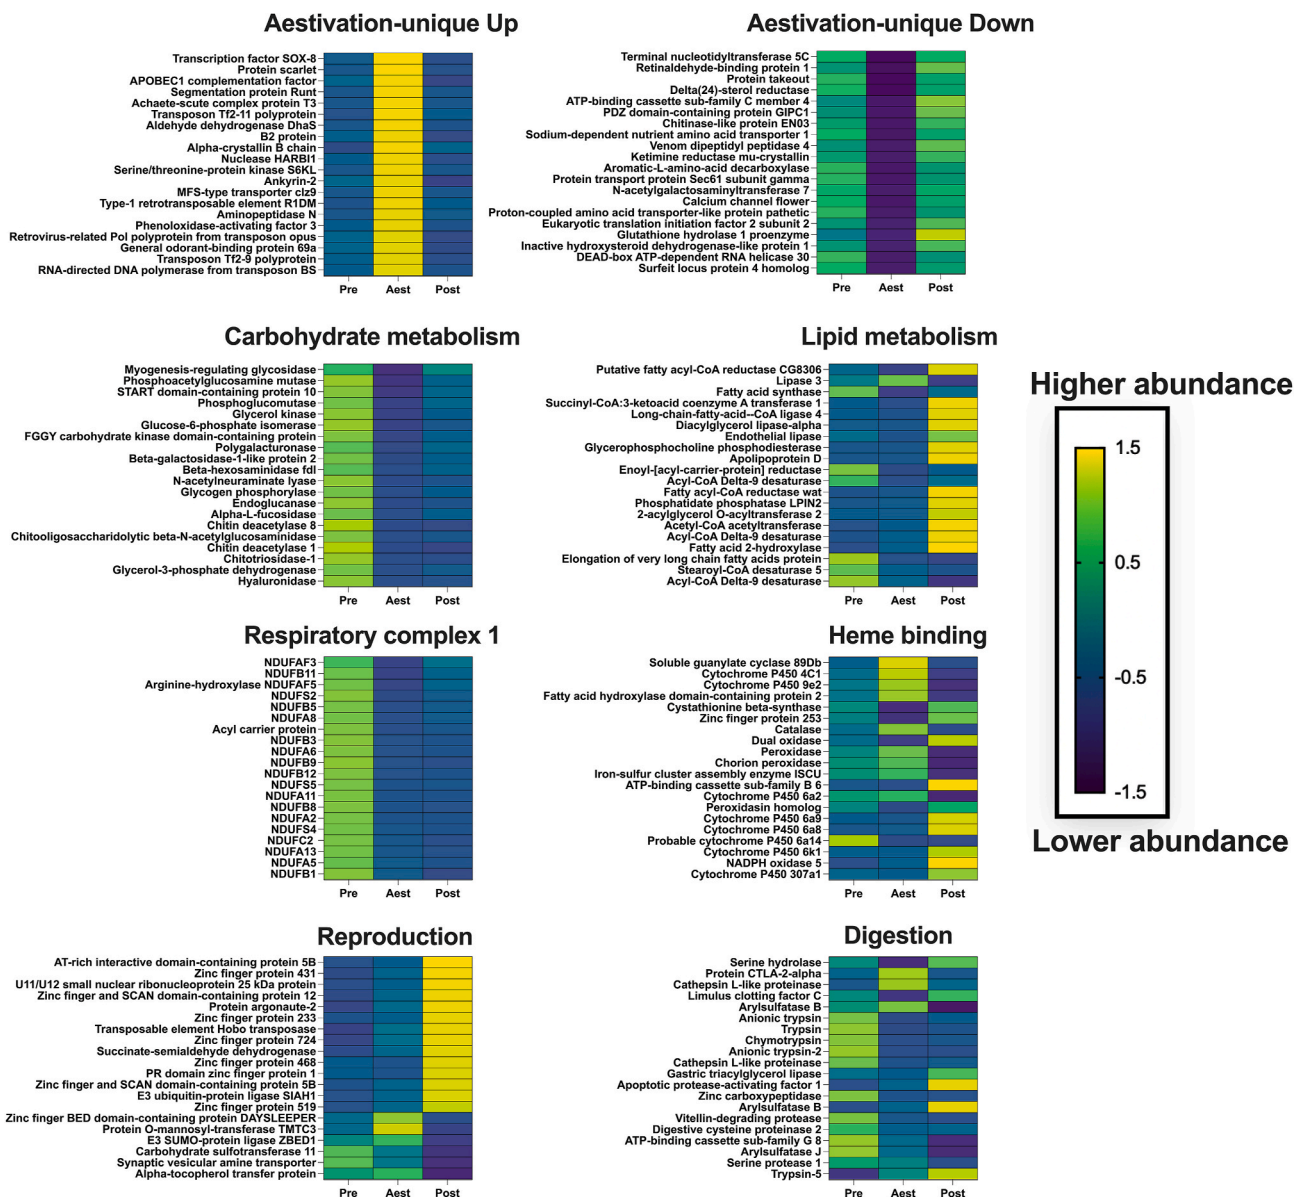 Aestivation-unique Up
Transcription factor SOX-8
Protein scarlet
APOBEC1 complementation factor
Segmentation protein Runt
Achaete-scute complex protein T3
Transposon Tf2-11 polyprotein
Aldehyde dehydrogenase DhaS
B2 protein
Alpha-crystallin B chain
Nuclease HARBI1
Serine/threonine-protein kinase S6KL
Ankyrin-2
MFS-type transporter clz9
Type-1 retrotransposable element R1DM
Aminopeptidase N
Phenoloxidase-activating factor 3
Retrovirus-related Pol polyprotein from transposon opus
General odorant-binding protein 69a
Transposon Tf2-9 polyprotein
RNA-directed DNA polymerase from transposon BS
Pre Aest Post
Aestivation-unique Down
Terminal nucleotidyltransferase 5C
Retinaldehyde-binding protein 1
Protein takeout
Delta(24)-sterol reductase
ATP-binding cassette sub-family C member 4
PDZ domain-containing protein GIPC1
Chitinase-like protein EN03
Sodium-dependent nutrient amino acid transporter 1
Venom dipeptidyl peptidase 4
Ketimine reductase mu-crystallin
Aromatic-L-amino-acid decarboxylase
Protein transport protein Sec61 subunit gamma
N-acetylgalactosaminyltransferase 7
Calcium channel flower
Proton-coupled amino acid transporter-like protein pathetic
Eukaryotic translation initiation factor 2 subunit 2
Glutathione hydrolase 1 proenzyme
Inactive hydroxysteroid dehydrogenase-like protein 1
DEAD-box ATP-dependent RNA helicase 30
Surfeit locus protein 4 homolog
Pre Aest Post
Carbohydrate metabolism
Myogenesis-regulating glycosidase
Phosphoacetylglucosamine mutase
START domain-containing protein 10
Phosphoglucomutase
Glycerol kinase
Glucose-6-phosphate isomerase
FGGY carbohydrate kinase domain-containing protein
Polygalacturonase
Beta-galactosidase-1-like protein 2
Beta-hexosaminidase fdl
N-acetylneuraminate lyase
Glycogen phosphorylase
Endoglucanase
Alpha-L-fucosidase
Chitin deacetylase 8
Chitooligosaccharidolytic beta-N-acetylglucosaminidase
Chitin deacetylase 1
Chitotriosidase-1
Glycerol-3-phosphate dehydrogenase
Hyaluronidase
Pre Aest Post
Lipid metabolism
Putative fatty acyl-CoA reductase CG8306
Lipase 3
Fatty acid synthase
Succinyl-CoA:3-ketoacid coenzyme A transferase 1
Long-chain-fatty-acid--CoA ligase 4
Diacylglycerol lipase-alpha
Endothelial lipase
Glycerophosphocholine phosphodiesterase
Apolipoprotein D
Enoyl-[acyl-carrier-protein] reductase
Acyl-CoA Delta-9 desaturase
Fatty acyl-CoA reductase wat
Phosphatidate phosphatase LPIN2
2-acylglycerol O-acyltransferase 2
Acetyl-CoA acetyltransferase
Acyl-CoA Delta-9 desaturase
Fatty acid 2-hydroxylase
Elongation of very long chain fatty acids protein
Stearoyl-CoA desaturase 5
Acyl-CoA Delta-9 desaturase
Pre Aest Post
Higher abundance
1.5
0.5
-0.5
-1.5
Lower abundance
Respiratory complex 1
NDUFAF3
NDUFB11
Arginine-hydroxylase NDUFAF5
NDUFS2
NDUFB5
NDUFA8
Acyl carrier protein
NDUFB3
NDUFA6
NDUFB9
NDUFB12
NDUFS5
NDUFA11
NDUFB8
NDUFA2
NDUFS4
NDUFC2
NDUFA13
NDUFA5
NDUFB1
Pre Aest Post
Heme binding
Soluble guanylate cyclase 89Db
Cytochrome P450 4C1
Cytochrome P450 9e2
Fatty acid hydroxylase domain-containing protein 2
Cystathionine beta-synthase
Zinc finger protein 253
Catalase
Dual oxidase
Peroxidase
Chorion peroxidase
Iron-sulfur cluster assembly enzyme ISCU
ATP-binding cassette sub-family B 6
Cytochrome P450 6a2
Peroxidasin homolog
Cytochrome P450 6a9
Cytochrome P450 6a8
Probable cytochrome P450 6a14
Cytochrome P450 6k1
NADPH oxidase 5
Cytochrome P450 307a1
Pre Aest Post
Reproduction
AT-rich interactive domain-containing protein 5B
Zinc finger protein 431
U11/U12 small nuclear ribonucleoprotein 25 kDa protein
Zinc finger and SCAN domain-containing protein 12
Protein argonaute-2
Zinc finger protein 233
Transposable element Hobo transposase
Zinc finger protein 724
Succinate-semialdehyde dehydrogenase
Zinc finger protein 468
PR domain zinc finger protein 1
Zinc finger and SCAN domain-containing protein 5B
E3 ubiquitin-protein ligase SIAH1
Zinc finger protein 519
Zinc finger BED domain-containing protein DAYSLEEPER
Protein O-mannosyl-transferase TMTC3
E3 SUMO-protein ligase ZBED1
Carbohydrate sulfotransferase 11
Synaptic vesicular amine transporter
Alpha-tocopherol transfer protein
Pre Aest Post
Digestion
Serine hydrolase
Protein CTLA-2-alpha
Cathepsin L-like proteinase
Limulus clotting factor C
Arylsulfatase B
Anionic trypsin
Trypsin
Chymotrypsin
Anionic trypsin-2
Cathepsin L-like proteinase
Gastric triacylglycerol lipase
Apoptotic protease-activating factor 1
Zinc carboxypeptidase
Arylsulfatase B
Vitellin-degrading protease
Digestive cysteine proteinase 2
ATP-binding cassette sub-family G 8
Arylsulfatase J
Serine protease 1
Trypsin-5
Pre Aest Post